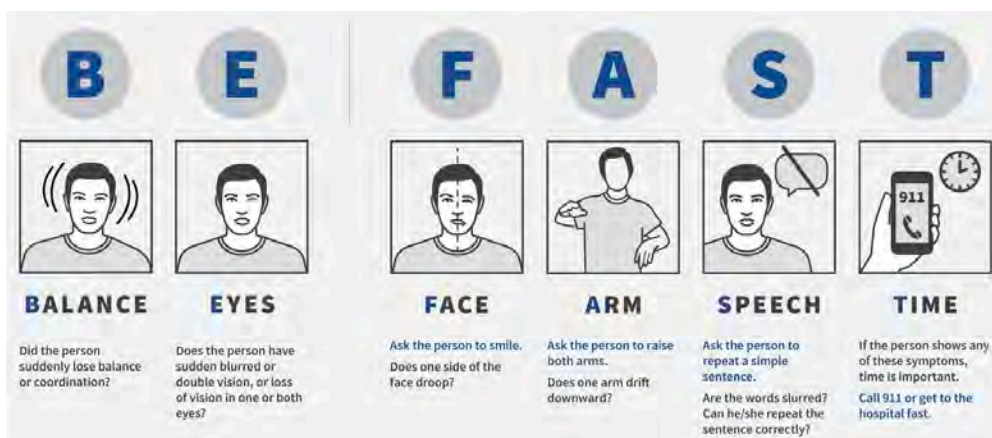 B E F A S T
911
BALANCE
Did the person
suddenly lose balance
or coordination?
EYES
Does the person have
sudden blurred or
double vision, or loss
of vision in one or both
eyes?
FACE
Ask the person to smile.
Does one side of the
face droop?
ARM
Ask the person to raise
both arms.
Does one arm drift
downward?
SPEECH
Ask the person to
repeat a simple
sentence.
Are the words slurred?
Can he/she repeat the
sentence correctly?
TIME
If the person shows any
of these symptoms,
time is important.
Call 911 or get to the
hospital fast.